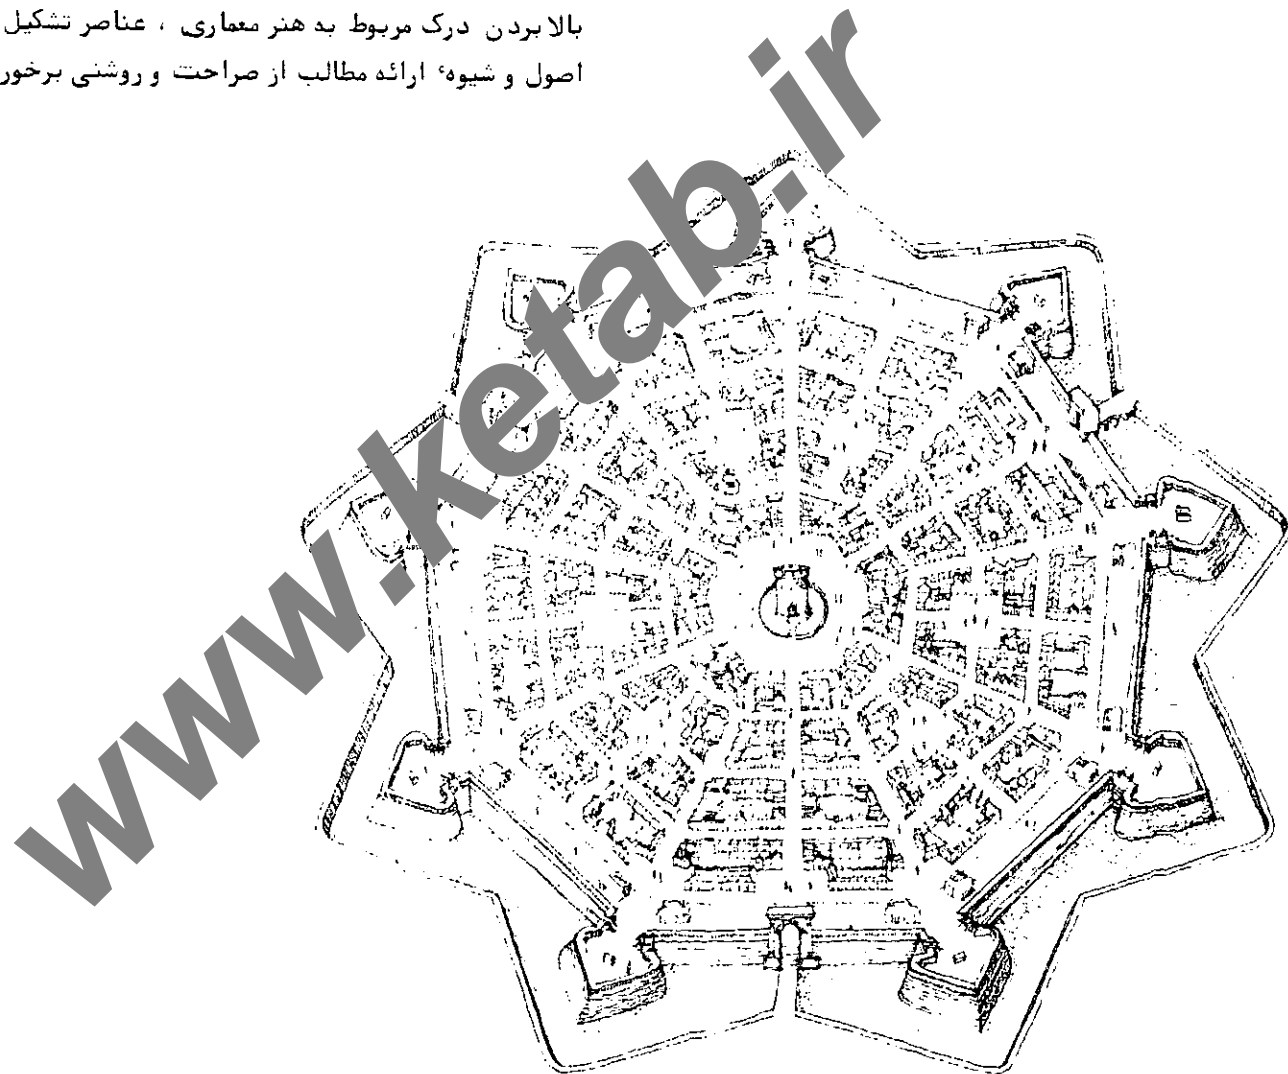 بالا بردن درک مربوط به هنر معماری ، عناصر تشکیل
اصول و شیوهٔ ارائه مطالب از صراحت و روشنی برخور
www.ketab.ir